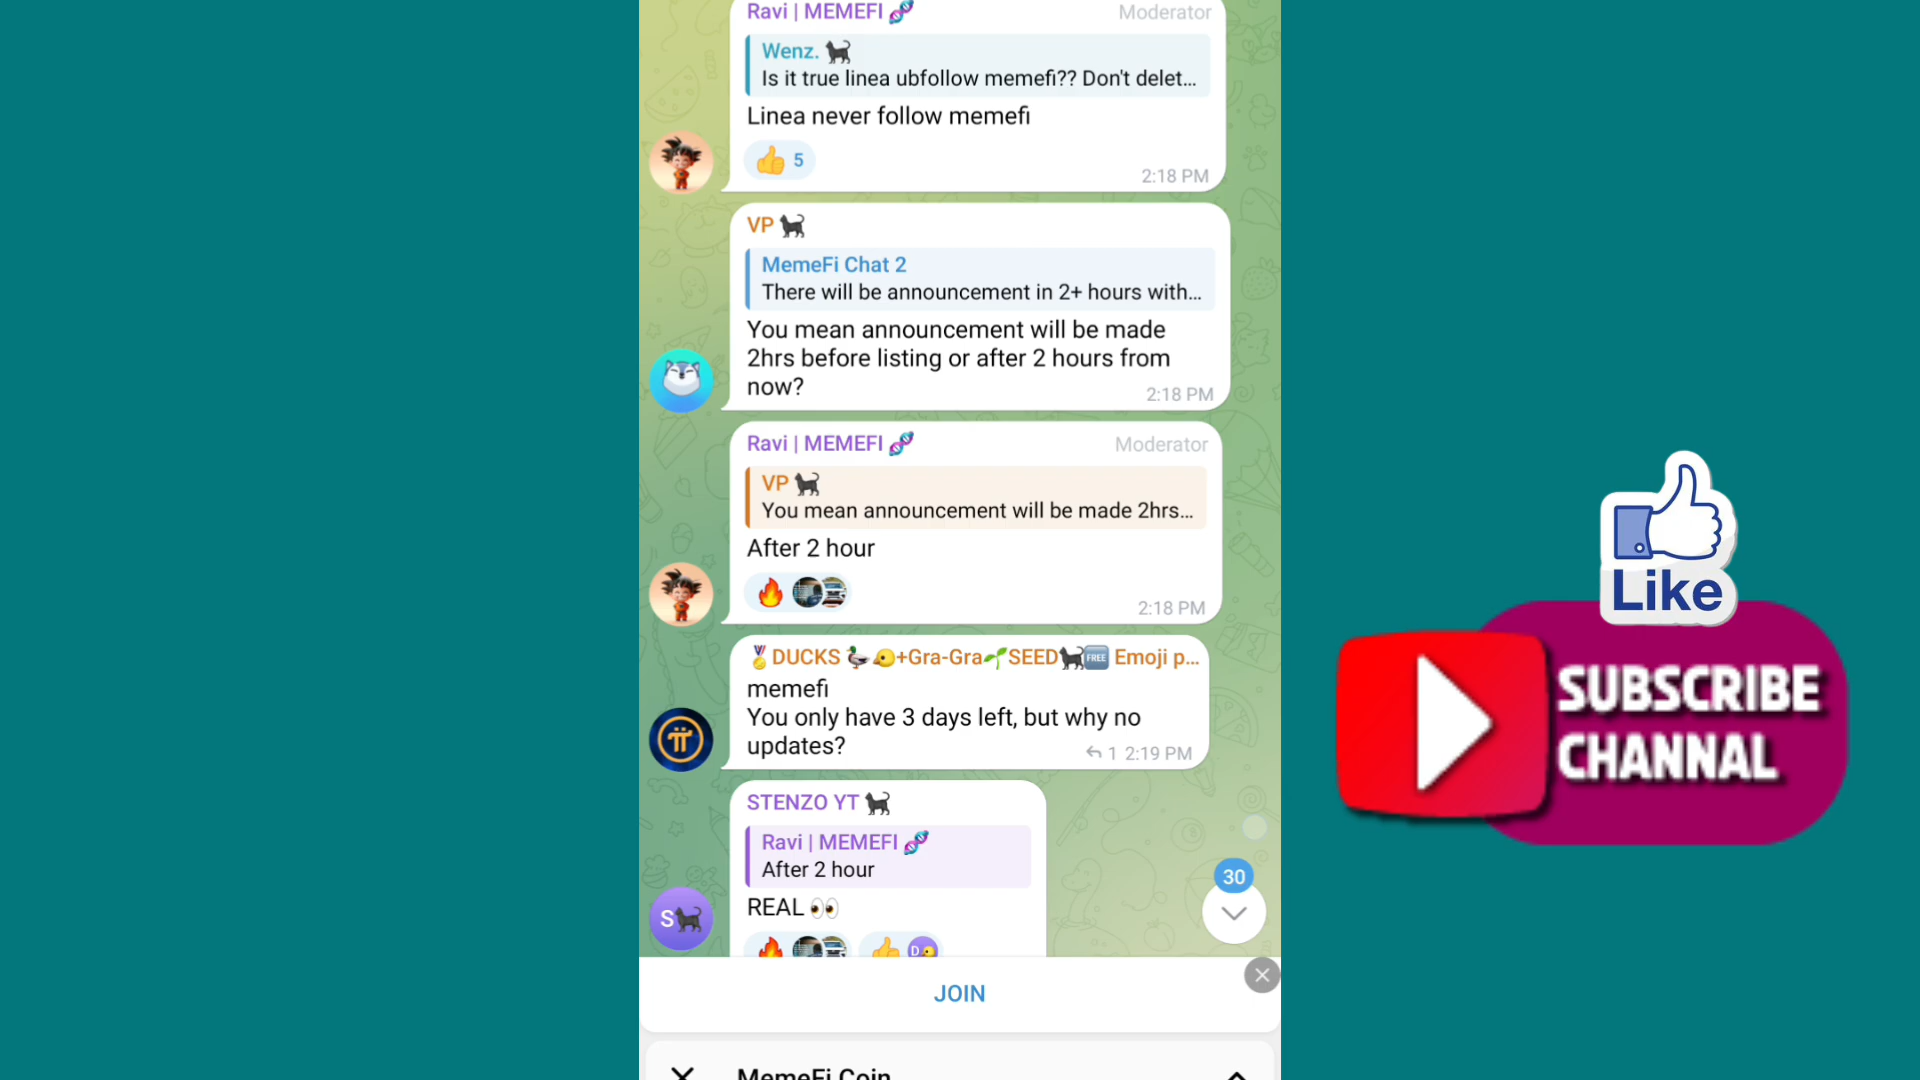 Ravi | MEMEFI 🧬 Moderator
Wenz. 🐈‍⬛
Is it true linea ubfollow memefi?? Don't delet...
Linea never follow memefi
👍 5
2:18 PM
VP 🐈‍⬛
MemeFi Chat 2
There will be announcement in 2+ hours with...
You mean announcement will be made
2hrs before listing or after 2 hours from
now?
2:18 PM
Ravi | MEMEFI 🧬 Moderator
VP 🐈‍⬛
You mean announcement will be made 2hrs...
After 2 hour
2:18 PM
🏅DUCKS 🦆🐤+Gra-Gra🌱SEED🐈‍⬛🆓 Emoji p...
memefi
You only have 3 days left, but why no
updates?
1 2:19 PM
STENZO YT 🐈‍⬛
Ravi | MEMEFI 🧬
After 2 hour
REAL 👀
S🐈‍⬛
D
30
JOIN
MemeFi Coin
Like
SUBSCRIBE
CHANNAL